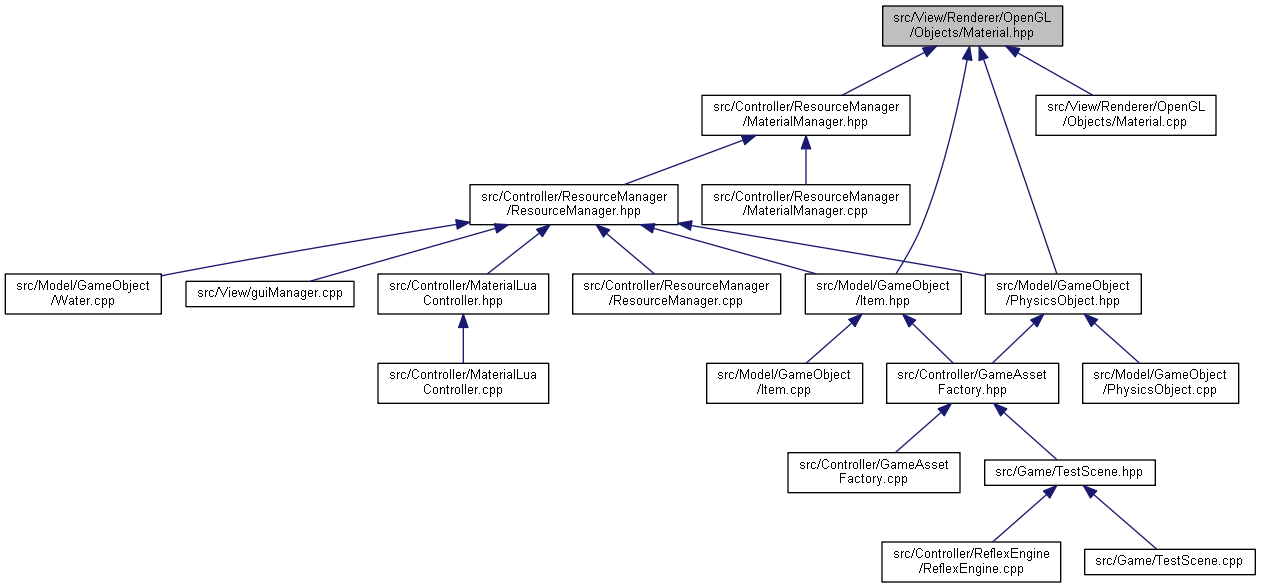 src/View/Renderer/OpenGL
/Objects/Material.hpp
src/Controller/ResourceManager
/MaterialManager.hpp
src/View/Renderer/OpenGL
/Objects/Material.cpp
src/Controller/ResourceManager
/ResourceManager.hpp
src/Controller/ResourceManager
/MaterialManager.cpp
src/Model/GameObject
/Water.cpp
src/View/guiManager.cpp
src/Controller/MaterialLua
Controller.hpp
src/Controller/ResourceManager
/ResourceManager.cpp
src/Model/GameObject
/Item.hpp
src/Model/GameObject
/PhysicsObject.hpp
src/Controller/MaterialLua
Controller.cpp
src/Model/GameObject
/Item.cpp
src/Controller/GameAsset
Factory.hpp
src/Model/GameObject
/PhysicsObject.cpp
src/Controller/GameAsset
Factory.cpp
src/Game/TestScene.hpp
src/Controller/ReflexEngine
/ReflexEngine.cpp
src/Game/TestScene.cpp